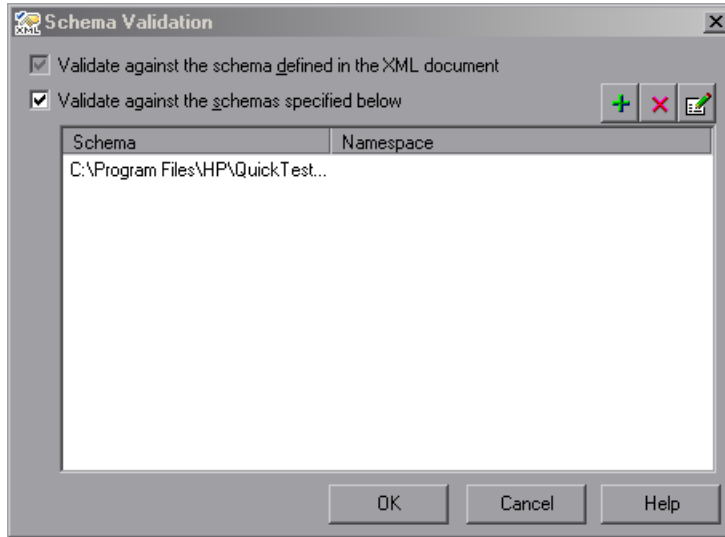 XML Schema Validation
Validate against the schema defined in the XML document
Validate against the schemas specified below
Schema Namespace
C:\Program Files\HP\QuickTest...
OK Cancel Help